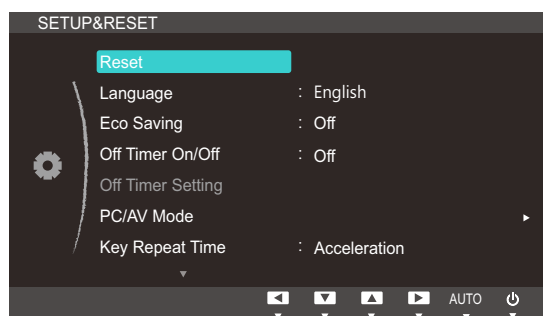 SETUP&RESET
Reset
Language : English
Eco Saving : Off
Off Timer On/Off : Off
Off Timer Setting
PC/AV Mode
Key Repeat Time : Acceleration
AUTO